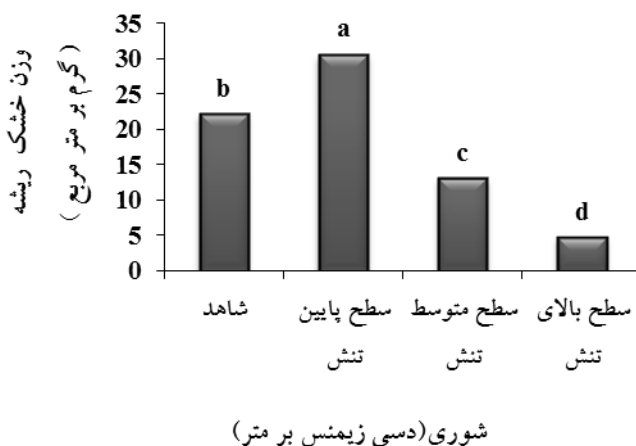 وزن خشک ریشه
(گرم بر متر مربع)
35
30
25
20
15
10
5
0
b
a
c
d
شاهد
سطح پایین
تنش
سطح متوسط
تنش
سطح بالای
تنش
شوری(دسی زیمنس بر متر)